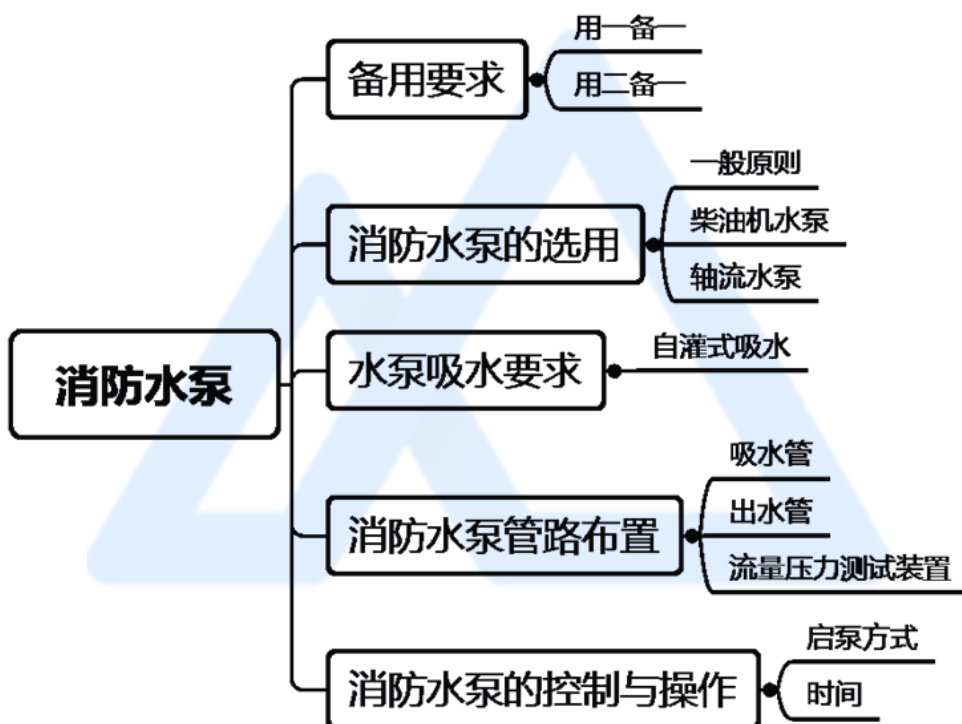 消防水泵
备用要求
用一备一
用二备一
消防水泵的选用
一般原则
柴油机水泵
轴流水泵
水泵吸水要求
自灌式吸水
消防水泵管路布置
吸水管
出水管
流量压力测试装置
消防水泵的控制与操作
启泵方式
时间